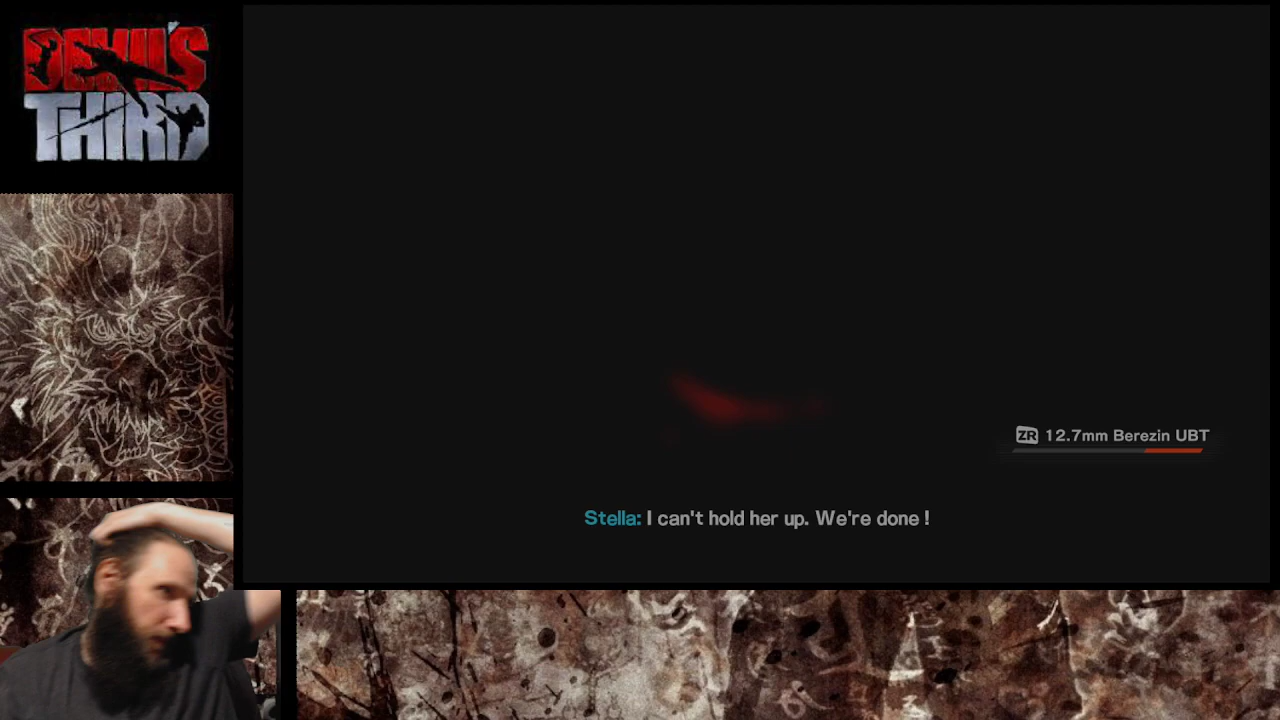 DEVIL'S
THIRD
ZR 12.7mm Berezin UBT
Stella: I can't hold her up. We're done !